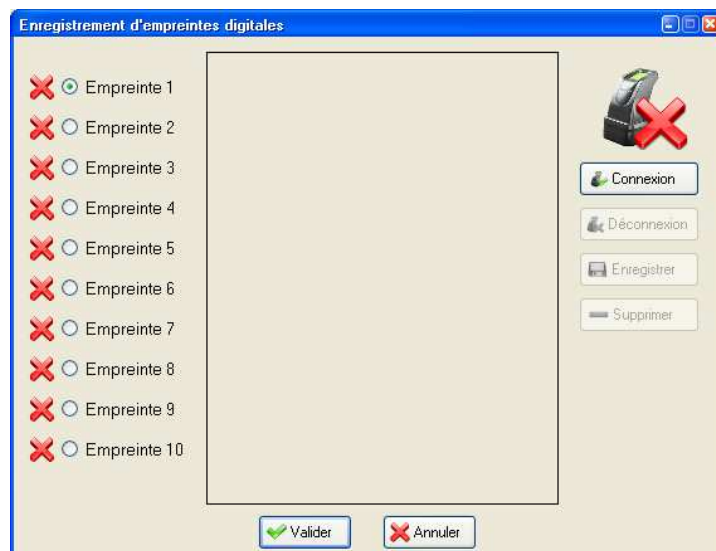 Enregistrement d'empreintes digitales
Empreinte 1
Empreinte 2
Empreinte 3
Empreinte 4
Empreinte 5
Empreinte 6
Empreinte 7
Empreinte 8
Empreinte 9
Empreinte 10
Connexion
Déconnexion
Enregistrer
Supprimer
Valider
Annuler